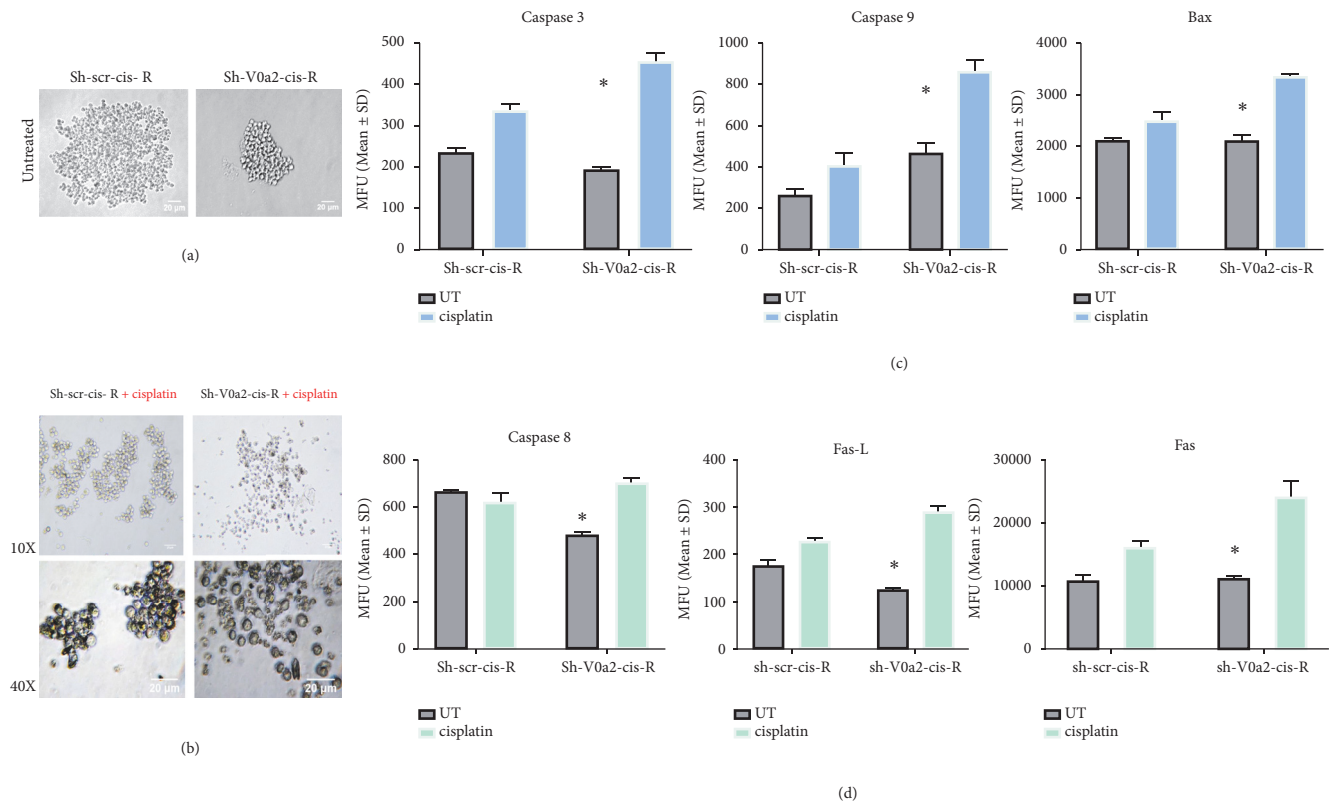 Sh-scr-cis- R
Sh-V0a2-cis-R
Untreated
20 µm
20 µm
(a)
Caspase 3
MFU (Mean ± SD)
500
400
300
200
100
0
*
Sh-scr-cis-R
Sh-V0a2-cis-R
UT
cisplatin
Caspase 9
MFU (Mean ± SD)
1000
800
600
400
200
0
*
Sh-scr-cis-R
Sh-V0a2-cis-R
UT
cisplatin
Bax
MFU (Mean ± SD)
4000
3000
2000
1000
0
*
Sh-scr-cis-R
Sh-V0a2-cis-R
UT
cisplatin
(c)
Sh-scr-cis- R + cisplatin
Sh-V0a2-cis-R + cisplatin
10X
40X
20 µm
20 µm
(b)
Caspase 8
MFU (Mean ± SD)
800
600
400
200
0
*
Sh-scr-cis-R
Sh-V0a2-cis-R
UT
cisplatin
Fas-L
MFU (Mean ± SD)
400
300
200
100
0
*
sh-scr-cis-R
sh-V0a2-cis-R
UT
cisplatin
Fas
MFU (Mean ± SD)
30000
20000
10000
0
*
sh-scr-cis-R
sh-V0a2-cis-R
UT
cisplatin
(d)